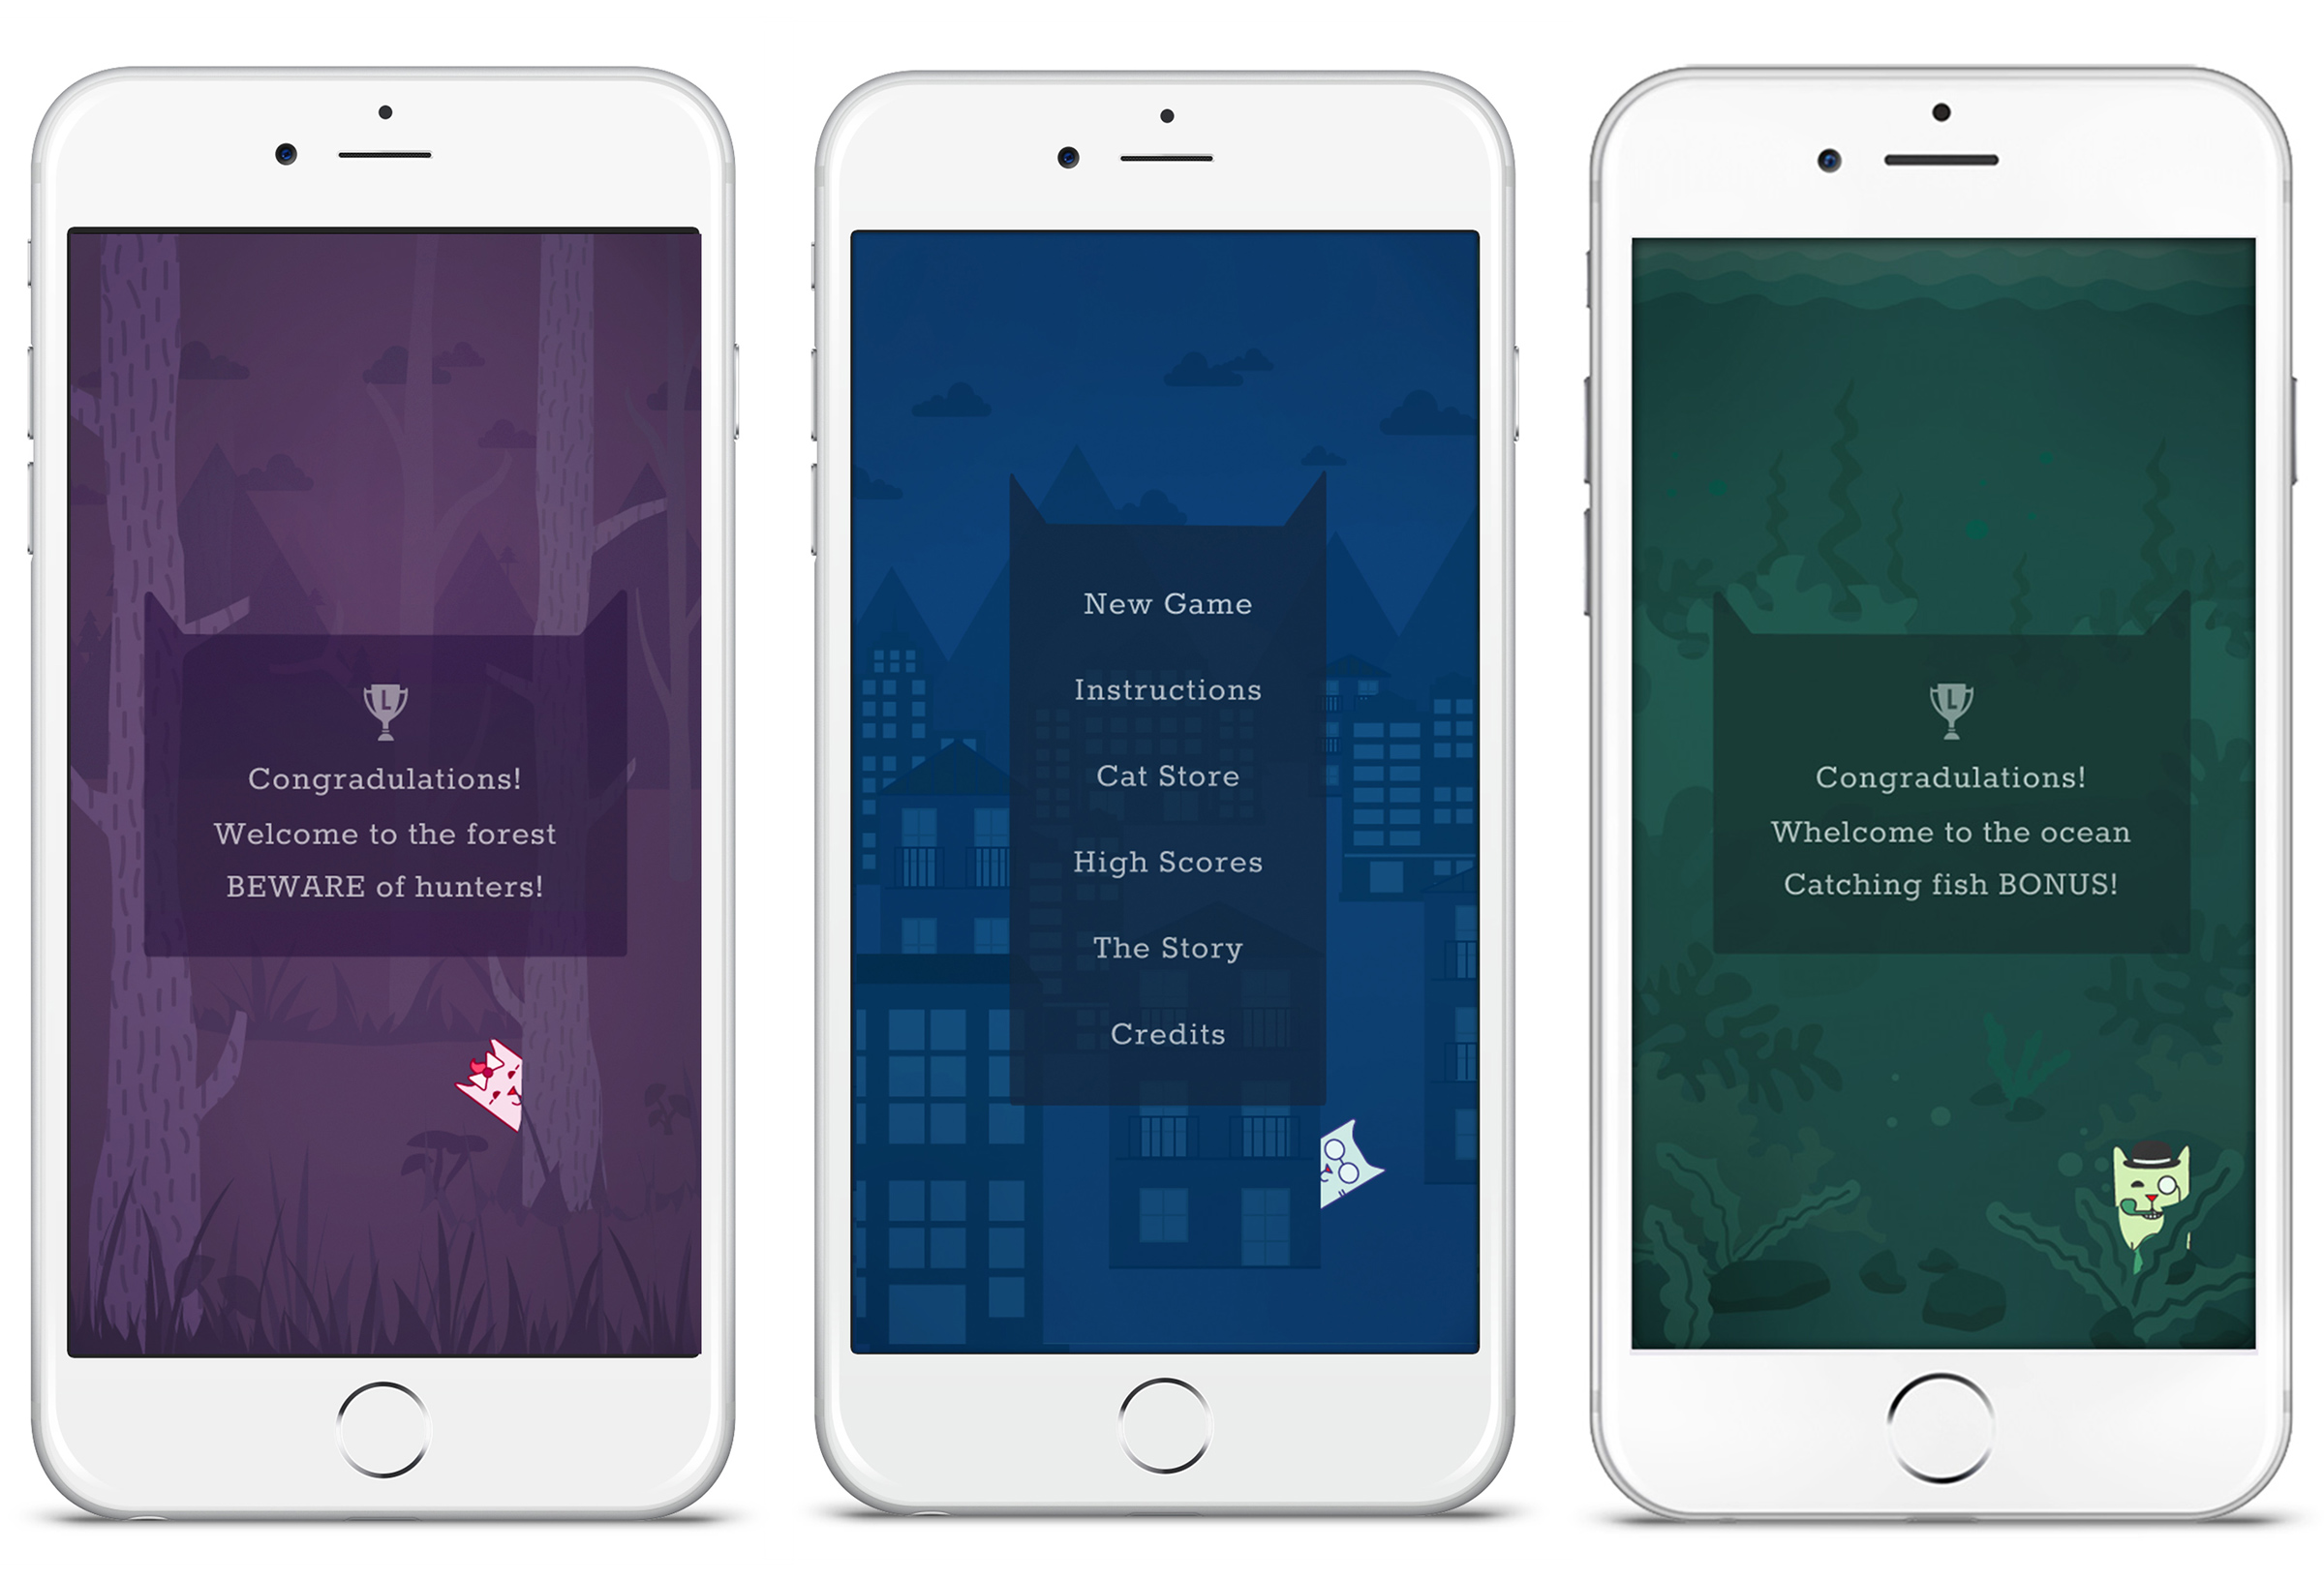 L
Congradulations!
Welcome to the forest
BEWARE of hunters!
New Game
Instructions
Cat Store
High Scores
The Story
Credits
L
Congradulations!
Whelcome to the ocean
Catching fish BONUS!